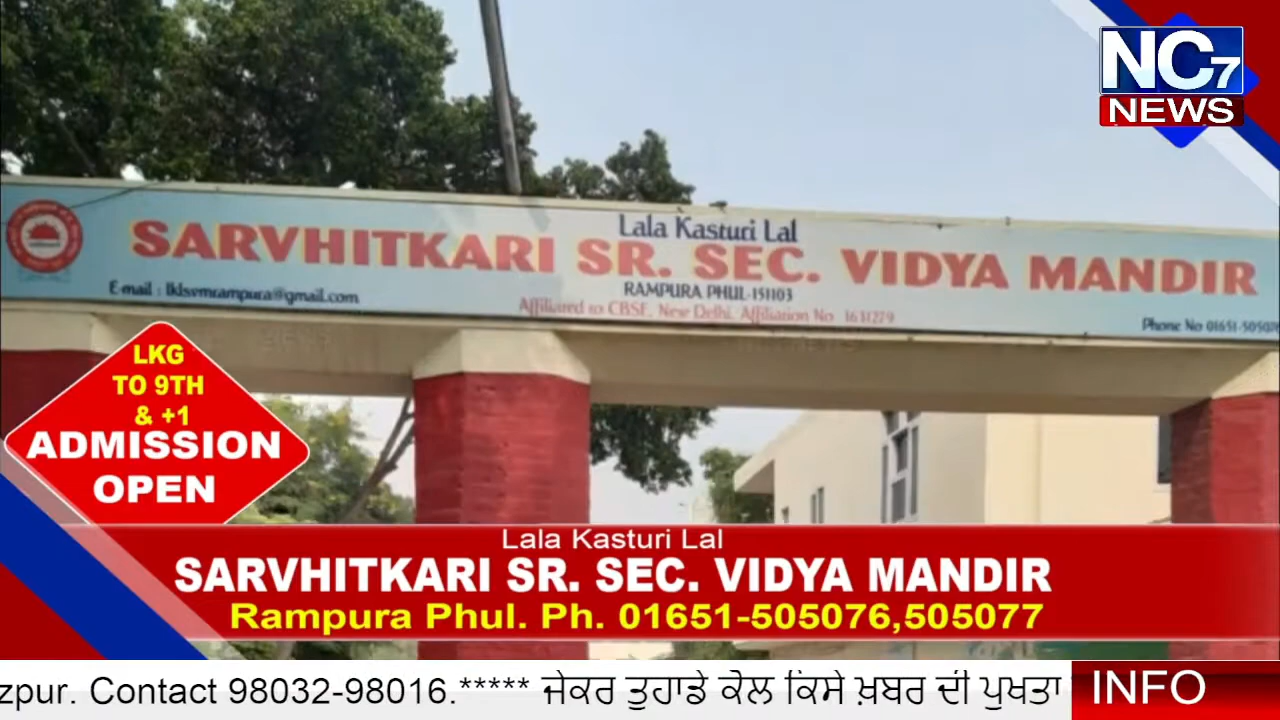 NC7
NEWS
Lala Kasturi Lal
SARVHITKARI SR. SEC. VIDYA MANDIR
RAMPURA PHUL-151103
E-mail : lklsvmrampura@gmail.com
Affiliated to CBSE, New Delhi, Affiliation No. 1631229
Phone No 01651-505076
LKG
TO 9TH
& +1
ADMISSION
OPEN
Lala Kasturi Lal
SARVHITKARI SR. SEC. VIDYA MANDIR
Rampura Phul. Ph. 01651-505076,505077
zpur. Contact 98032-98016.***** ਜੇਕਰ ਤੁਹਾਡੇ ਕੋਲ ਕਿਸੇ ਖ਼ਬਰ ਦੀ ਪੁਖਤਾ
INFO